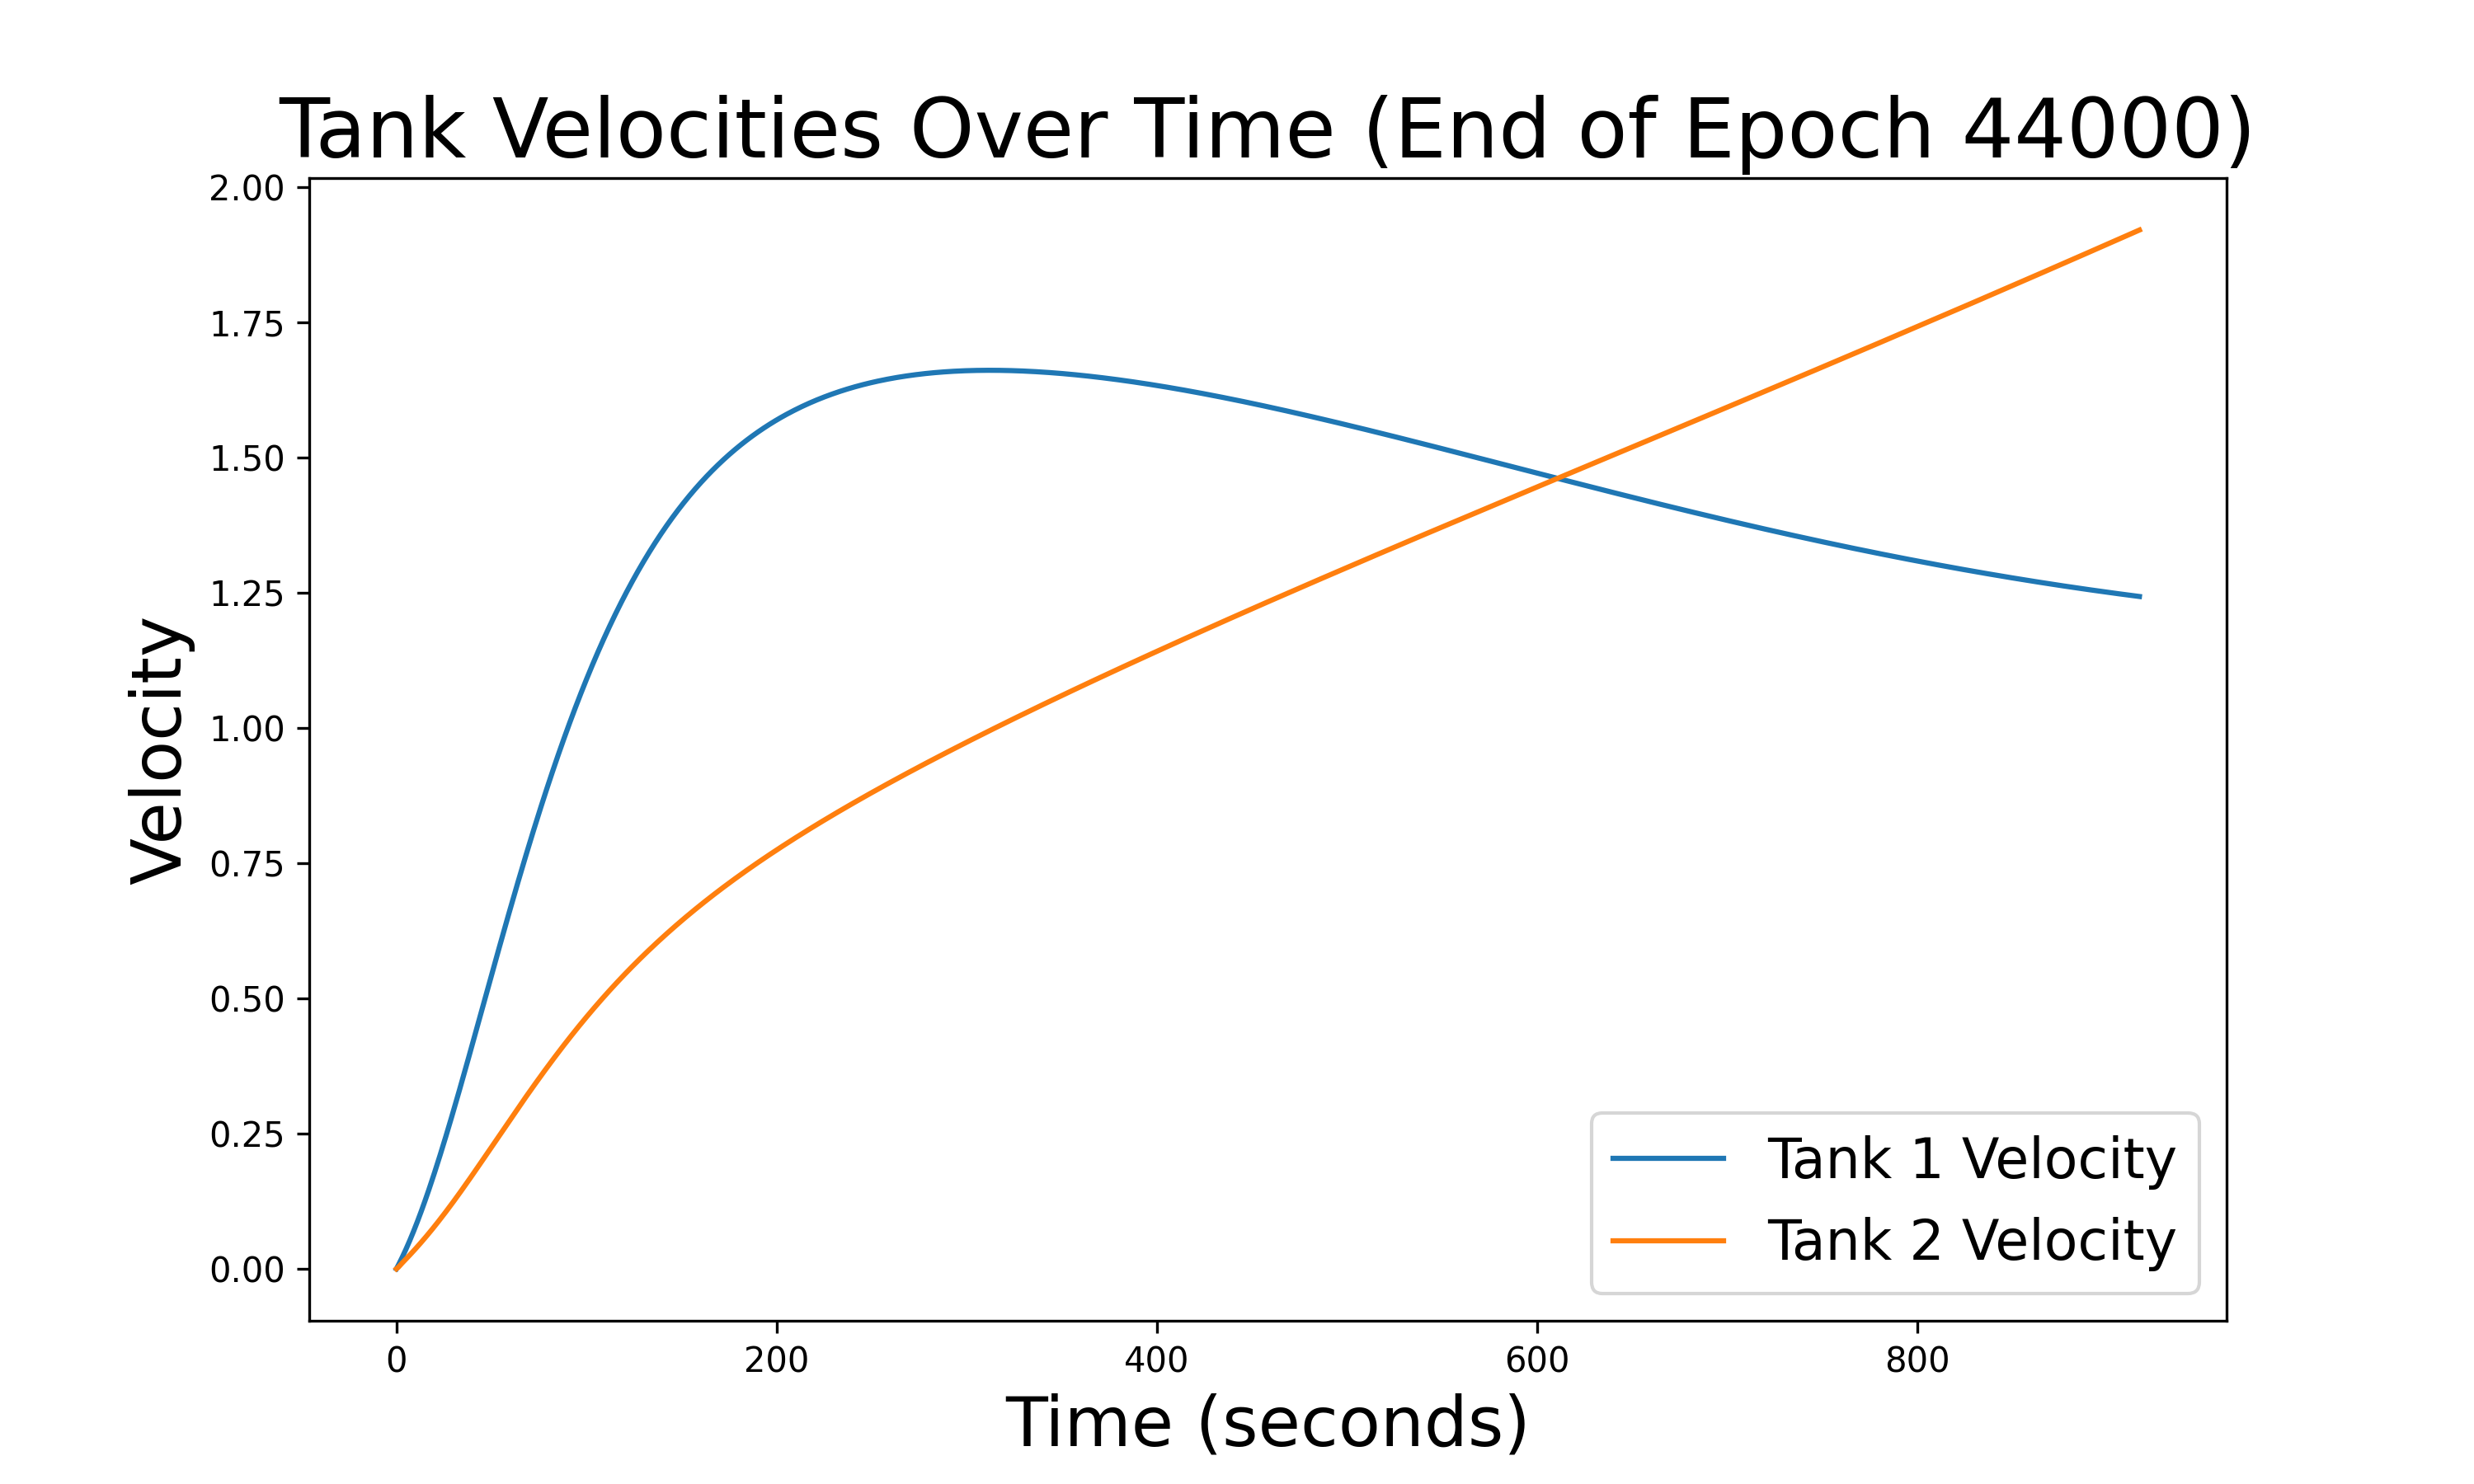 Tank Velocities Over Time (End of Epoch 44000)
2.00
1.75
1.50
1.25
1.00
0.75
0.50
0.25
0.00
Velocity
Tank 1 Velocity
Tank 2 Velocity
0 200 400 600 800
Time (seconds)